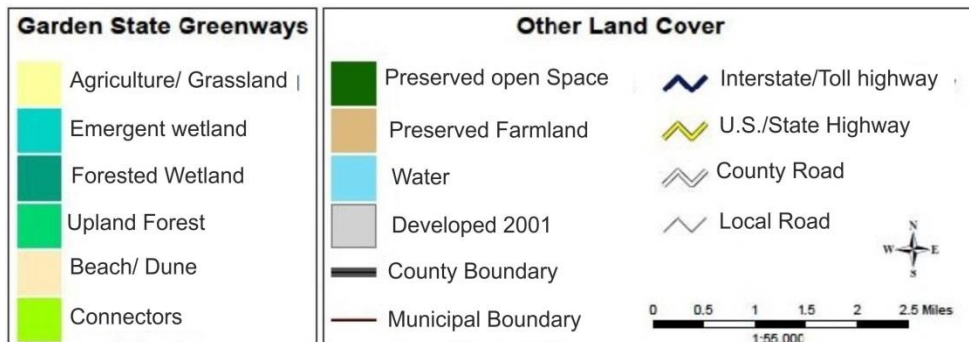 Garden State Greenways
Agriculture/ Grassland
Emergent wetland
Forested Wetland
Upland Forest
Beach/ Dune
Connectors
Other Land Cover
Preserved open Space
Preserved Farmland
Water
Developed 2001
County Boundary
Municipal Boundary
Interstate/Toll highway
U.S./State Highway
County Road
Local Road
N
W E
S
0 0.5 1 1.5 2 2.5 Miles
1:55,000